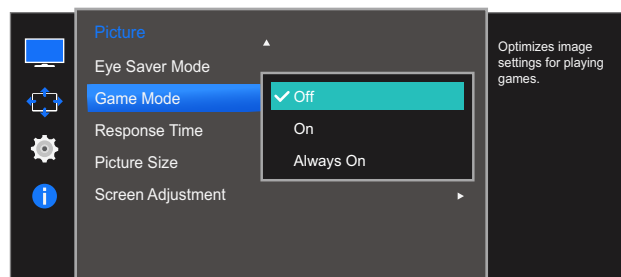 Picture
Eye Saver Mode
Game Mode
Response Time
Picture Size
Screen Adjustment
Off
On
Always On
Optimizes image
settings for playing
games.